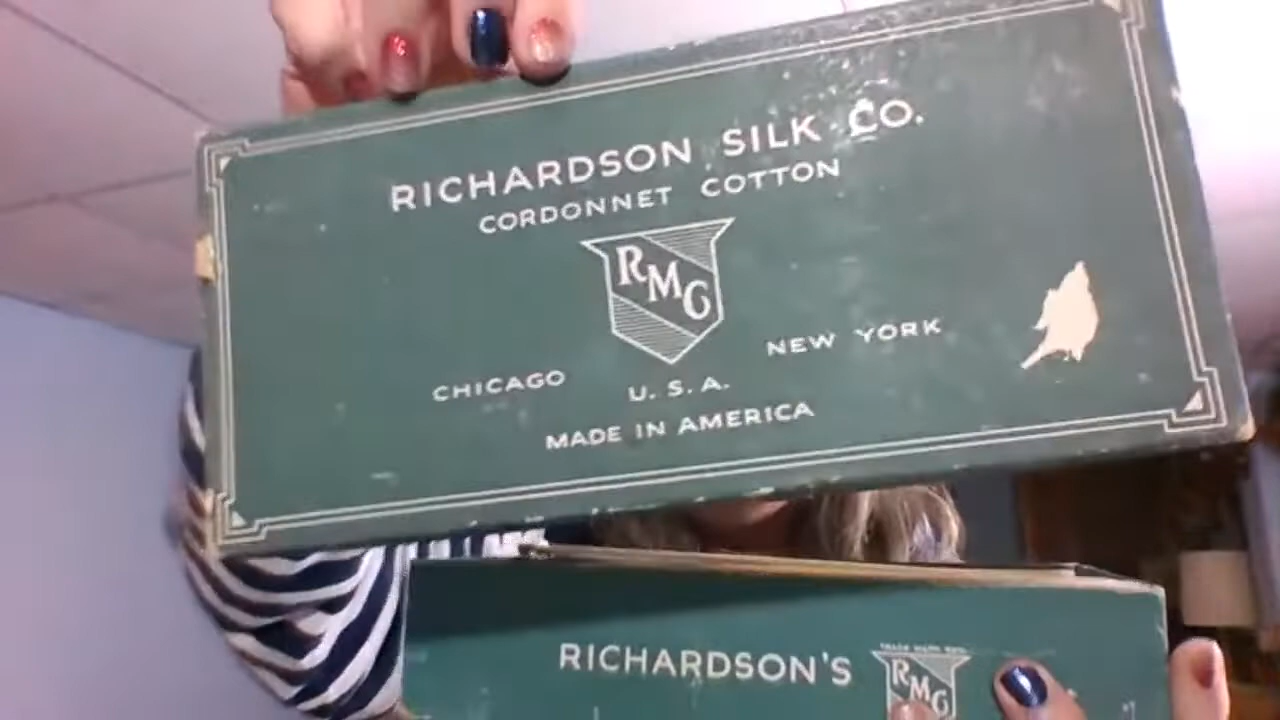 RICHARDSON SILK CO.
CORDONNET COTTON
RMG
CHICAGO U.S.A. NEW YORK
MADE IN AMERICA
RICHARDSON'S
RMG